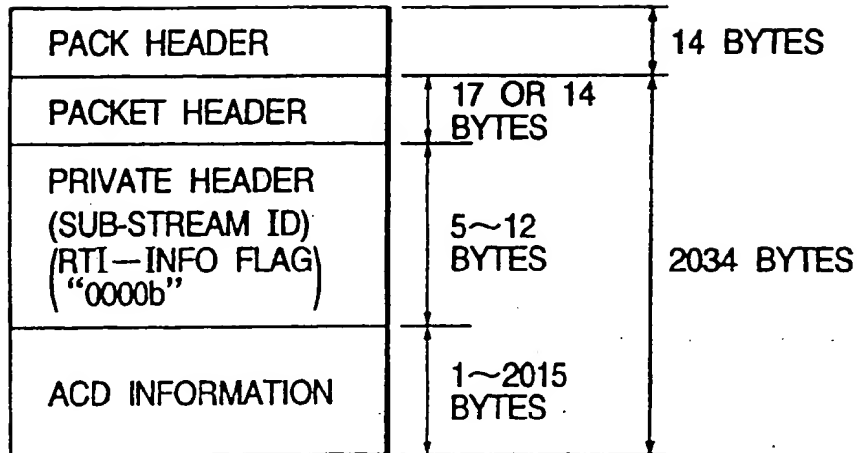 PACK HEADER
14 BYTES
PACKET HEADER
17 OR 14
BYTES
PRIVATE HEADER
(SUB-STREAM ID)
(RTI—INFO FLAG
“0000b”)
5~12
BYTES
2034 BYTES
ACD INFORMATION
1~2015
BYTES